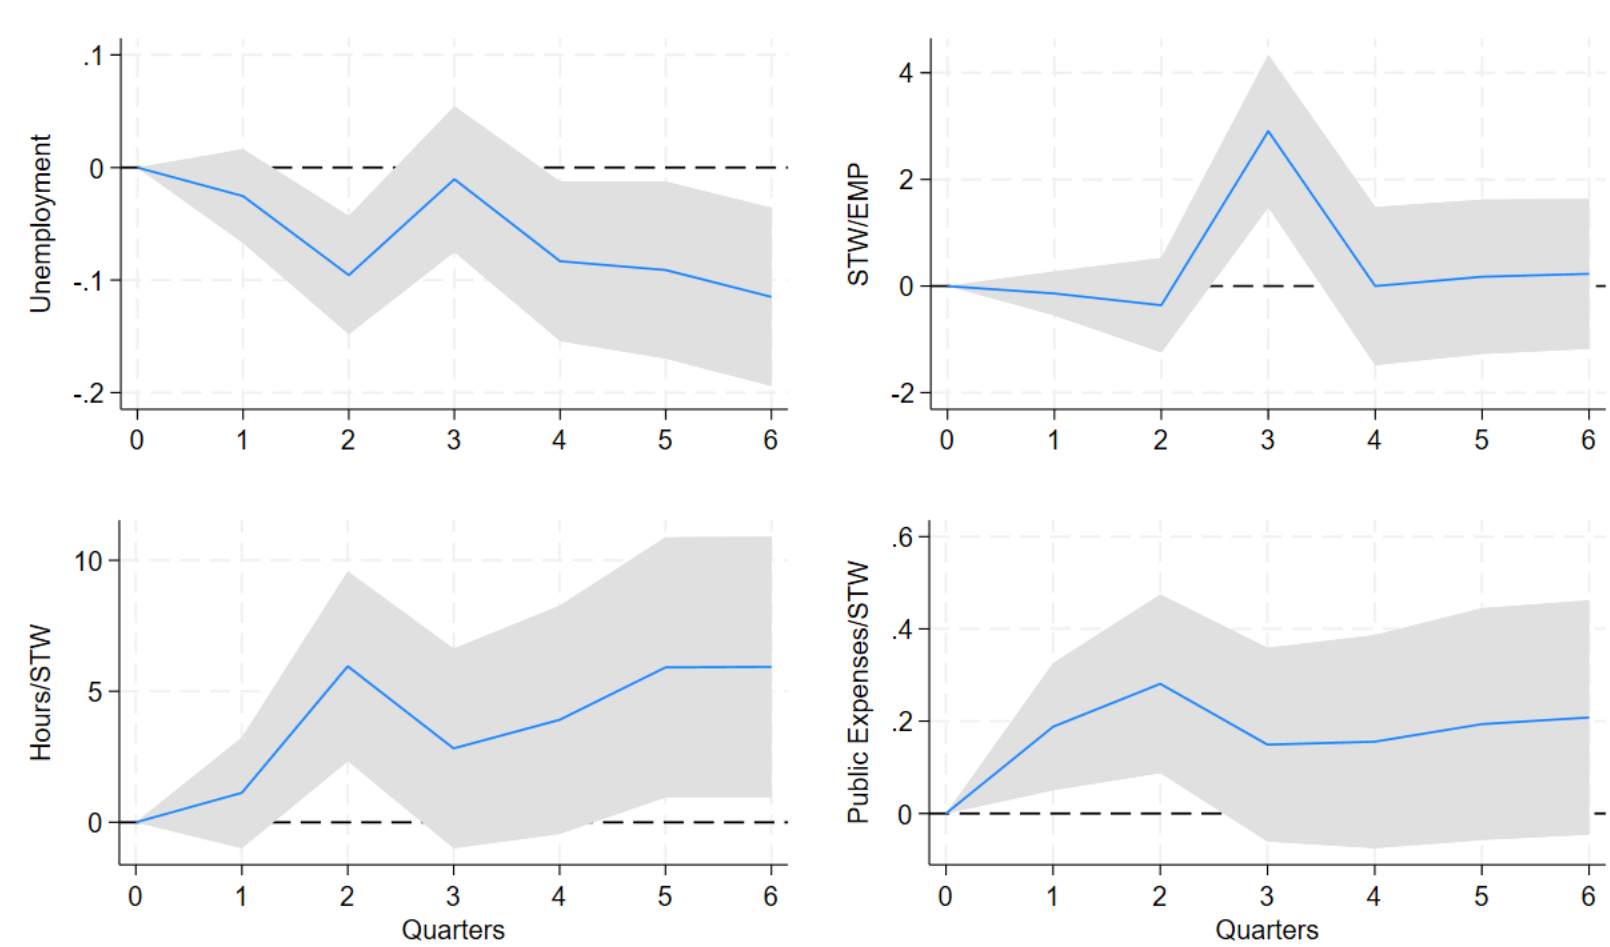 Unemployment
.1
0
-.1
-.2
0 1 2 3 4 5 6
STW/EMP
4
2
0
-2
0 1 2 3 4 5 6
Hours/STW
10
5
0
0 1 2 3 4 5 6
Quarters
Public Expenses/STW
.6
.4
.2
0
0 1 2 3 4 5 6
Quarters